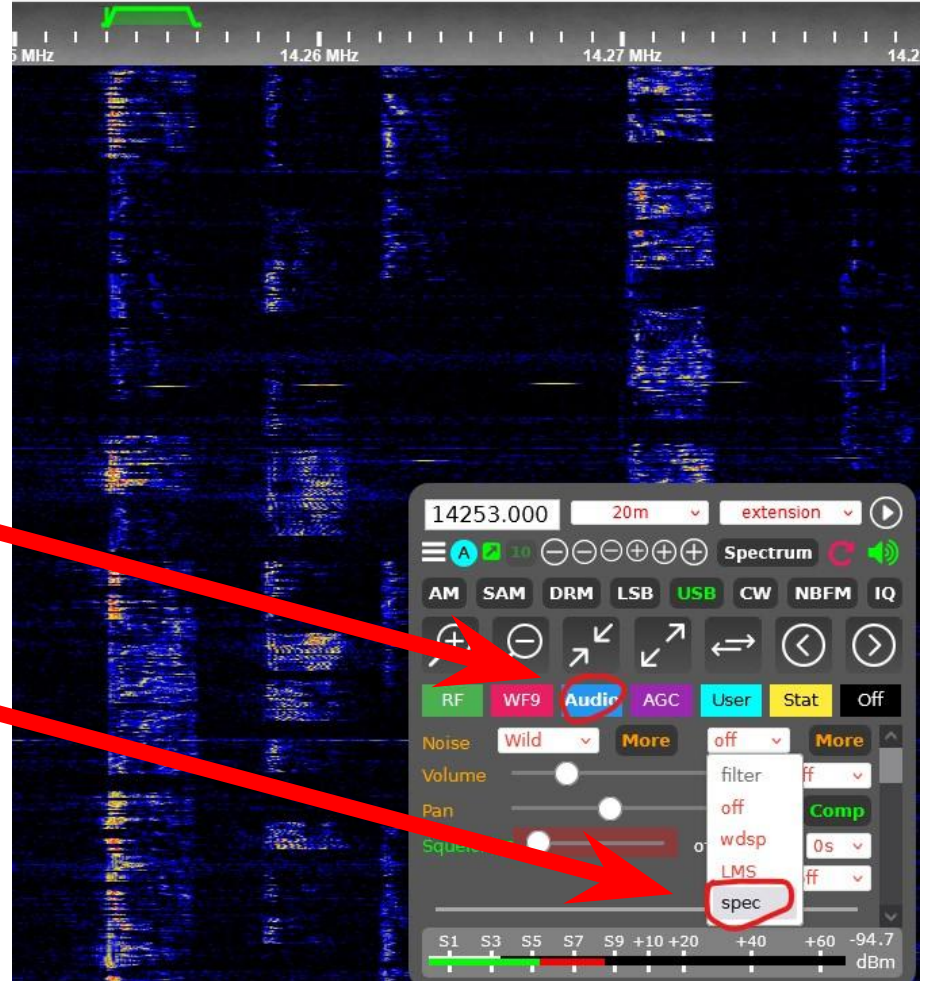 5 MHz 14.26 MHz 14.27 MHz 14.2
14253.000 20m extension
A 10 Spectrum
AM SAM DRM LSB USB CW NBFM IQ
RF WF9 Audio AGC User Stat Off
Noise Wild More off More
Volume filter ff
Pan off Comp
wdsp 0s
LMS ff
spec
S1 S3 S5 S7 S9 +10 +20 +40 +60 -94.7
dBm